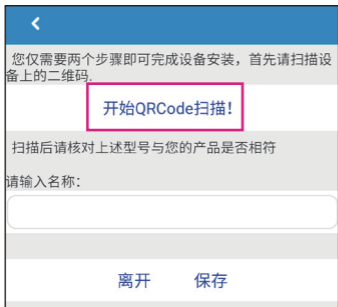 您仅需要两个步骤即可完成设备安装，首先请扫描设
备上的二维码.
开始QRCode扫描！
扫描后请核对上述型号与您的产品是否相符
请输入名称：
离开 保存